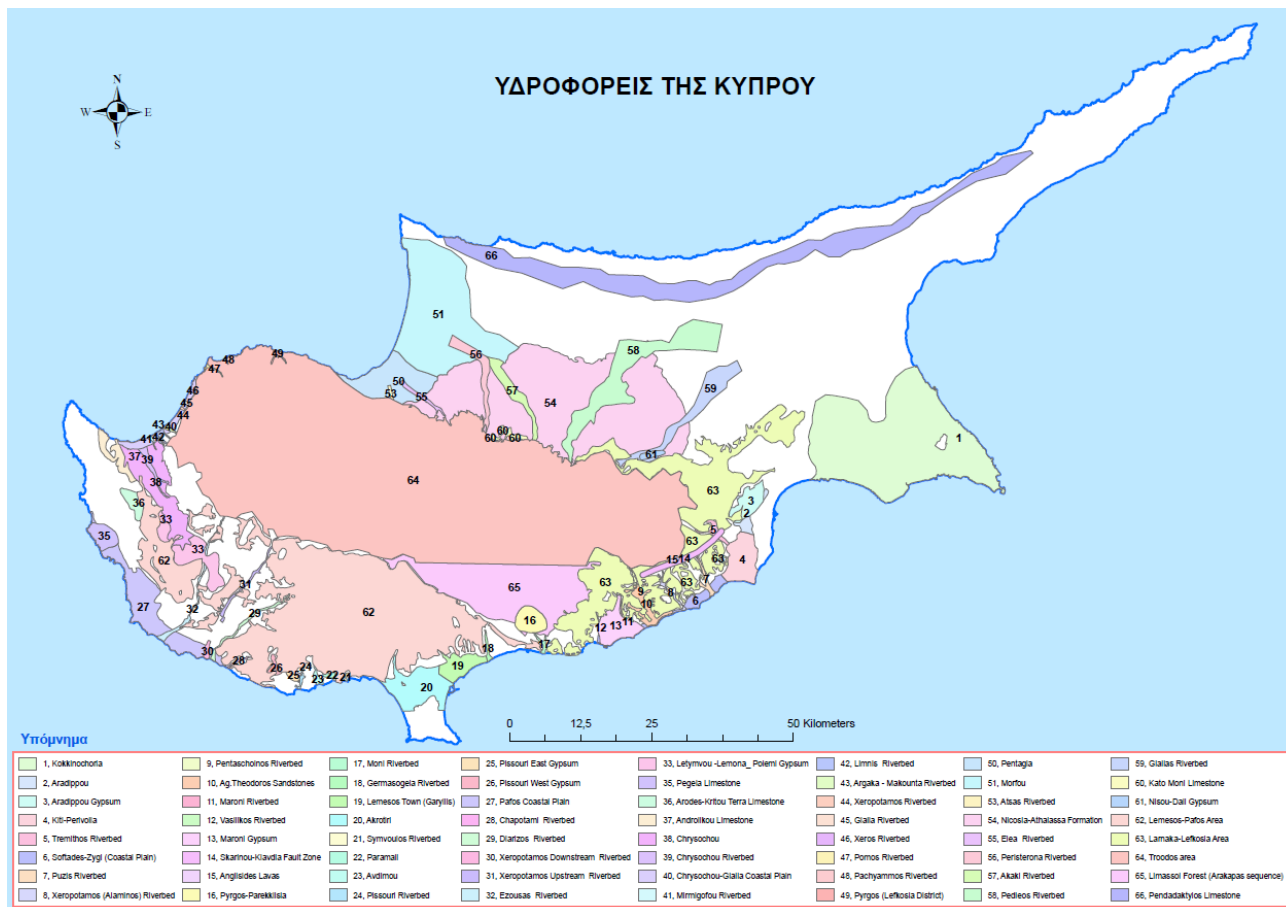 ΥΔΡΟΦΟΡΕΙΣ ΤΗΣ ΚΥΠΡΟΥ
N
W E
S
66
51
58
56
50
53
55
57
54
59
49
48
47
46
45
44
43
40
41
42
37
39
38
36
33
35
33
62
27
31
32
29
30
28
26
25
24
23
22
21
62
64
60
60
60
61
63
1
3
2
5
63
4
1514
63
63
65
63
9
8
63
7
6
10
16
12
13
11
17
18
19
20
0 12,5 25 50 Kilometers
Υπόμνημα
1, Kokkinochoria
2, Aradippou
3, Aradippou Gypsum
4, Kiti-Perivolia
5, Tremithos Riverbed
6, Softades-Zygi (Coastal Plain)
7, Puzis Riverbed
8, Xeropotamos (Alaminos) Riverbed
9, Pentaschoinos Riverbed
10, Ag.Theodoros Sandstones
11, Maroni Riverbed
12, Vasilikos Riverbed
13, Maroni Gypsum
14, Skarinou-Klavdia Fault Zone
15, Anglisides Lavas
16, Pyrgos-Parekklisia
17, Moni Riverbed
18, Germasogeia Riverbed
19, Lemesos Town (Garyllis)
20, Akrotiri
21, Symvoulos Riverbed
22, Paramali
23, Avdimou
24, Pissouri Riverbed
25, Pissouri East Gypsum
26, Pissouri West Gypsum
27, Pafos Coastal Plain
28, Chapotami Riverbed
29, Diarizos Riverbed
30, Xeropotamos Downstream Riverbed
31, Xeropotamos Upstream Riverbed
32, Ezousas Riverbed
33, Letymvou -Lemona_ Polemi Gypsum
35, Pegeia Limestone
36, Arodes-Kritou Terra Limestone
37, Androlikou Limestone
38, Chrysochou
39, Chrysochou Riverbed
40, Chrysochou-Gialia Coastal Plain
41, Mirmigofou Riverbed
42, Limnis Riverbed
43, Argaka - Makounta Riverbed
44, Xeropotamos Riverbed
45, Gialia Riverbed
46, Xeros Riverbed
47, Pomos Riverbed
48, Pachyammos Riverbed
49, Pyrgos (Lefkosia District)
50, Pentagia
51, Morfou
53, Atsas Riverbed
54, Nicosia-Athalassa Formation
55, Elea Riverbed
56, Peristerona Riverbed
57, Akaki Riverbed
58, Pedieos Riverbed
59, Gialias Riverbed
60, Kato Moni Limestone
61, Nisou-Dali Gypsum
62, Lemesos-Pafos Area
63, Larnaka-Lefkosia Area
64, Troodos area
65, Limassol Forest (Arakapas sequence)
66, Pendadaktylos Limestone